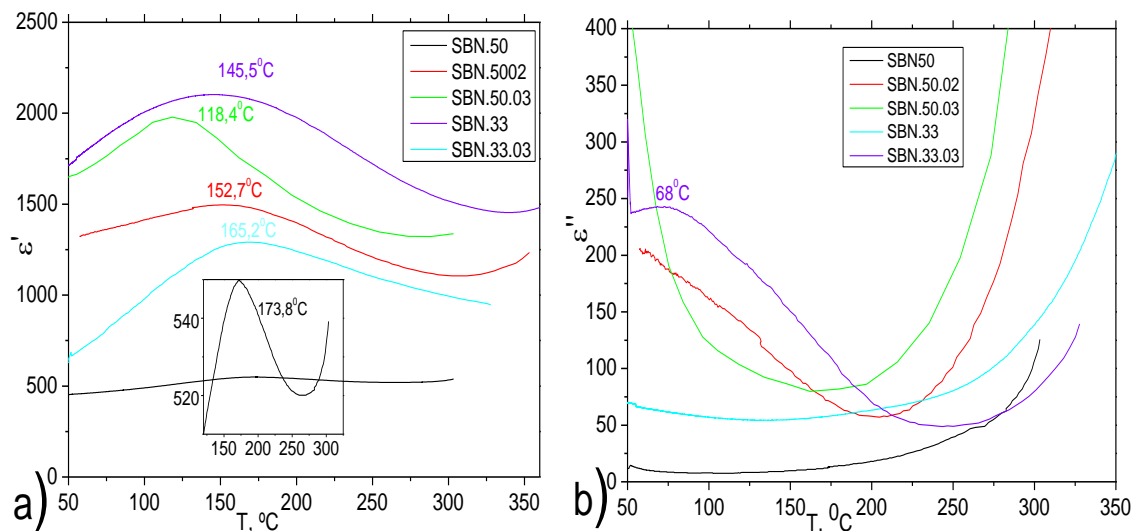 2500
2000
1500
1000
500
0
ε'
145,5⁰C
118,4⁰C
152,7⁰C
165,2⁰C
SBN.50
SBN.5002
SBN.50.03
SBN.33
SBN.33.03
540
520
173,8⁰C
150 200 250 300
50 100 150 200 250 300 350
T, ⁰C
a)
400
350
300
250
200
150
100
50
0
ε''
68⁰C
SBN50
SBN.50.02
SBN.50.03
SBN.33
SBN.33.03
50 100 150 200 250 300 350
T, ⁰C
b)